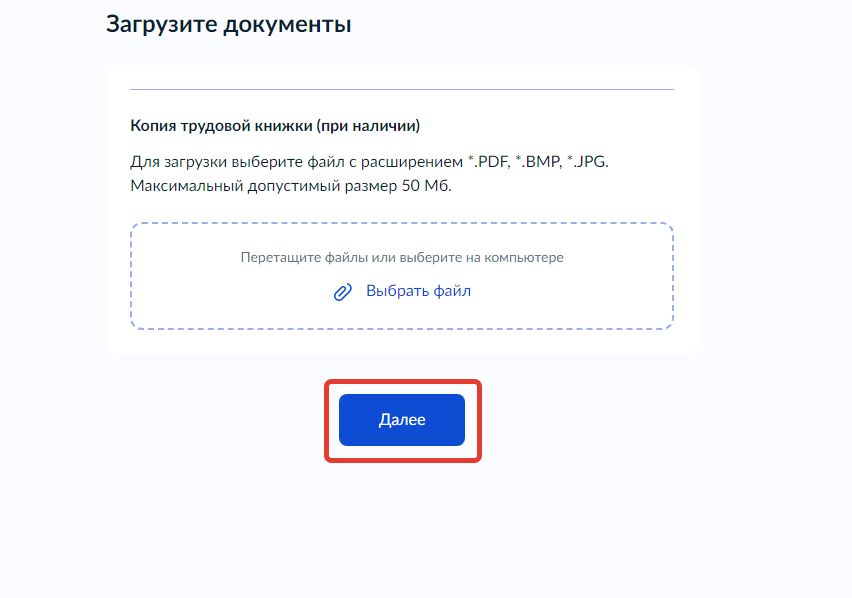 Загрузите документы
Копия трудовой книжки (при наличии)
Для загрузки выберите файл с расширением *.PDF, *.BMP, *.JPG.
Максимальный допустимый размер 50 Мб.
Перетащите файлы или выберите на компьютере
Выбрать файл
Далее